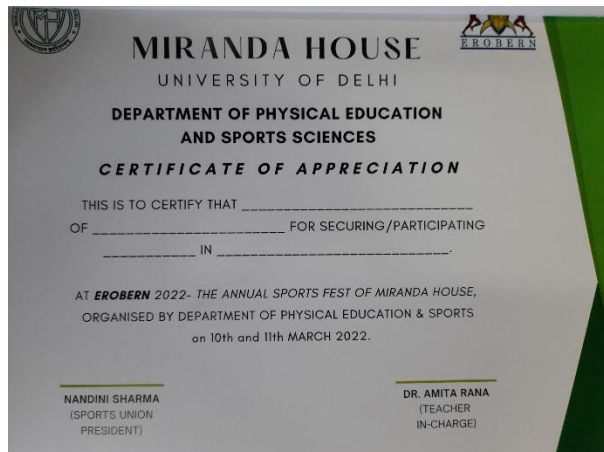 MIRANDA HOUSE
EROBERN
UNIVERSITY OF DELHI
DEPARTMENT OF PHYSICAL EDUCATION
AND SPORTS SCIENCES
CERTIFICATE OF APPRECIATION
THIS IS TO CERTIFY THAT ____________________________
OF _______________________ FOR SECURING/PARTICIPATING
___________ IN ____________________________.
AT EROBERN 2022- THE ANNUAL SPORTS FEST OF MIRANDA HOUSE,
ORGANISED BY DEPARTMENT OF PHYSICAL EDUCATION & SPORTS
on 10th and 11th MARCH 2022.
NANDINI SHARMA
(SPORTS UNION
PRESIDENT)
DR. AMITA RANA
(TEACHER
IN-CHARGE)